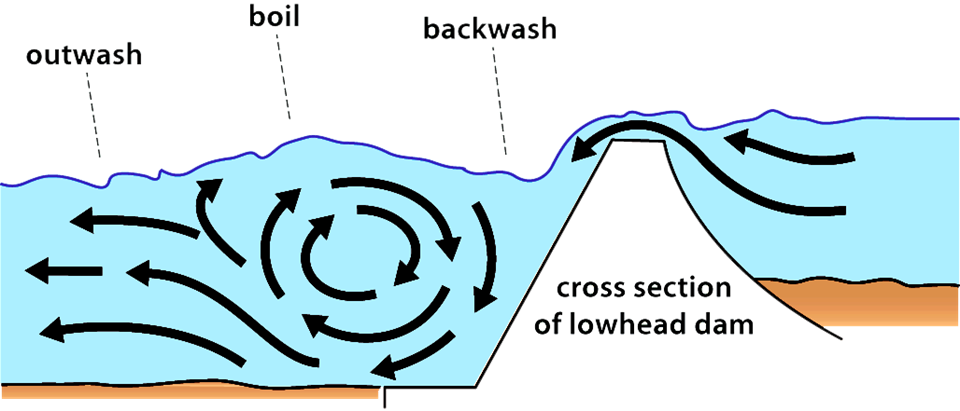 outwash
boil
backwash
cross section
of lowhead dam